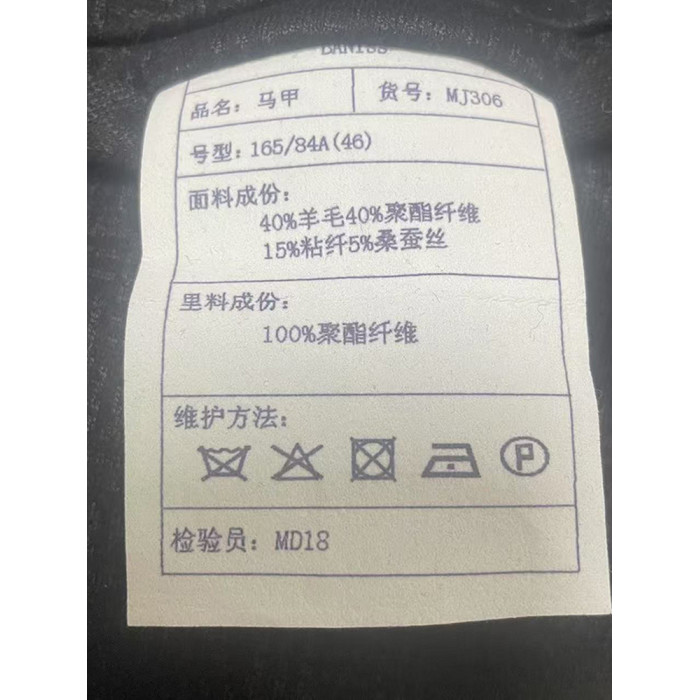 品名：马甲 货号：MJ306
号型：165/84A(46)
面料成份：
40%羊毛40%聚酯纤维
15%粘纤5%桑蚕丝
里料成份：
100%聚酯纤维
维护方法：
P
检验员：MD18